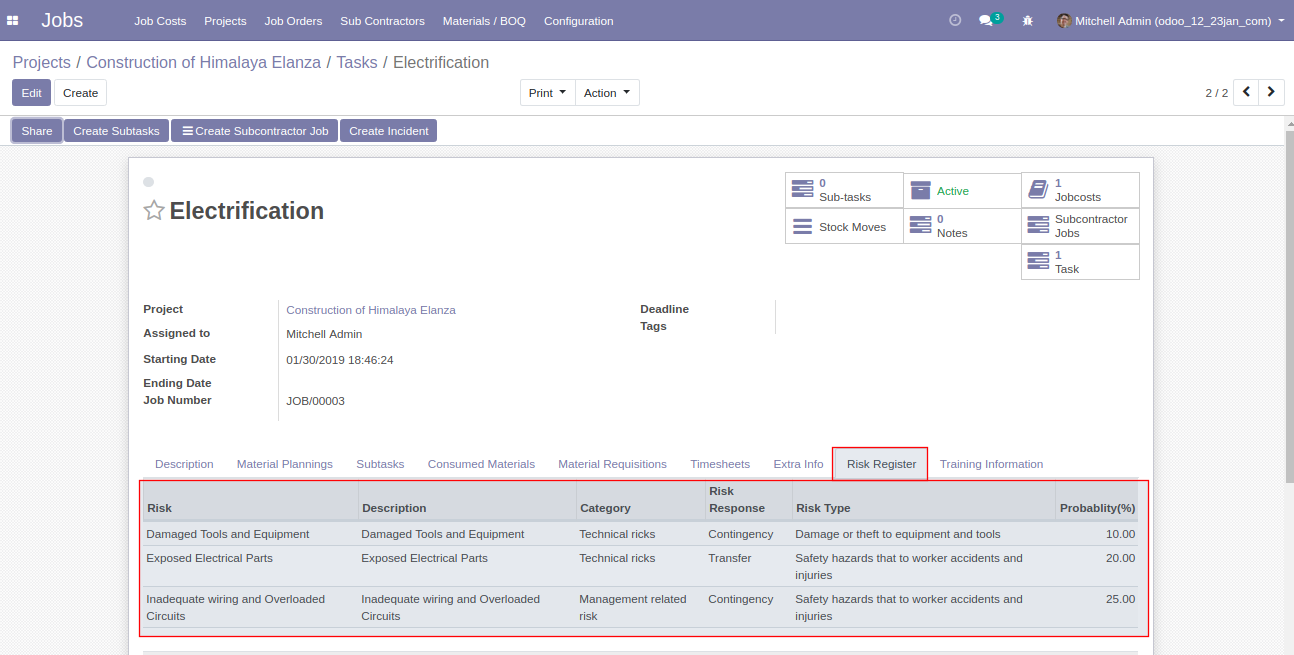 Jobs Job Costs Projects Job Orders Sub Contractors Materials / BOQ Configuration 3 Mitchell Admin (odoo_12_23jan_com)
Projects / Construction of Himalaya Elanza / Tasks / Electrification
Edit Create Print Action 2 / 2
Share Create Subtasks Create Subcontractor Job Create Incident
0
Sub-tasks
Active
1
Jobcosts
Electrification
Stock Moves
0
Notes
Subcontractor
Jobs
1
Task
Project Construction of Himalaya Elanza
Assigned to Mitchell Admin
Starting Date 01/30/2019 18:46:24
Ending Date
Job Number JOB/00003
Deadline
Tags
Description Material Plannings Subtasks Consumed Materials Material Requisitions Timesheets Extra Info Risk Register Training Information
Risk Description Category Risk Response Risk Type Probablity(%)
Damaged Tools and Equipment Damaged Tools and Equipment Technical ricks Contingency Damage or theft to equipment and tools 10.00
Exposed Electrical Parts Exposed Electrical Parts Technical ricks Transfer Safety hazards that to worker accidents and 20.00
injuries
Inadequate wiring and Overloaded Inadequate wiring and Overloaded Management related Contingency Safety hazards that to worker accidents and 25.00
Circuits Circuits risk injuries